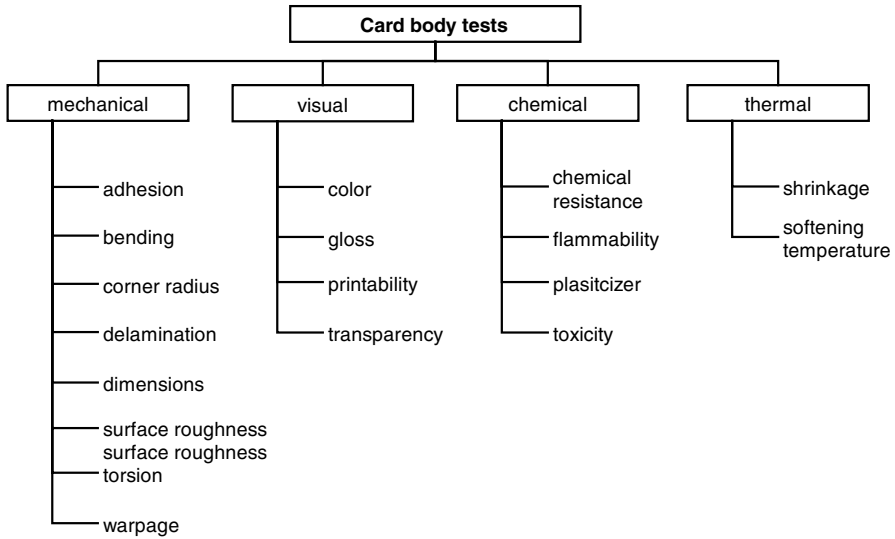 Card body tests
mechanical
visual
chemical
thermal
adhesion
bending
corner radius
delamination
dimensions
surface roughness
surface roughness
torsion
warpage
color
gloss
printability
transparency
chemical
resistance
flammability
plasitcizer
toxicity
shrinkage
softening
temperature